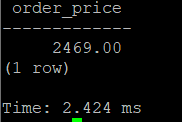 order_price
-------------
2469.00
(1 row)
Time: 2.424 ms